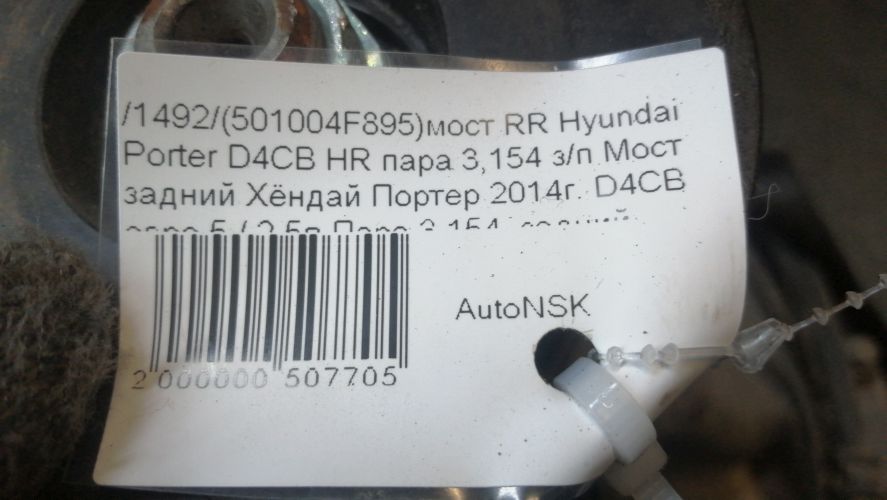 /1492/(501004F895)мост RR Hyundai
Porter D4CB HR пара 3,154 з/п Мост
задний Хёндай Портер 2014г. D4CB
AutoNSK
2 000000 507705